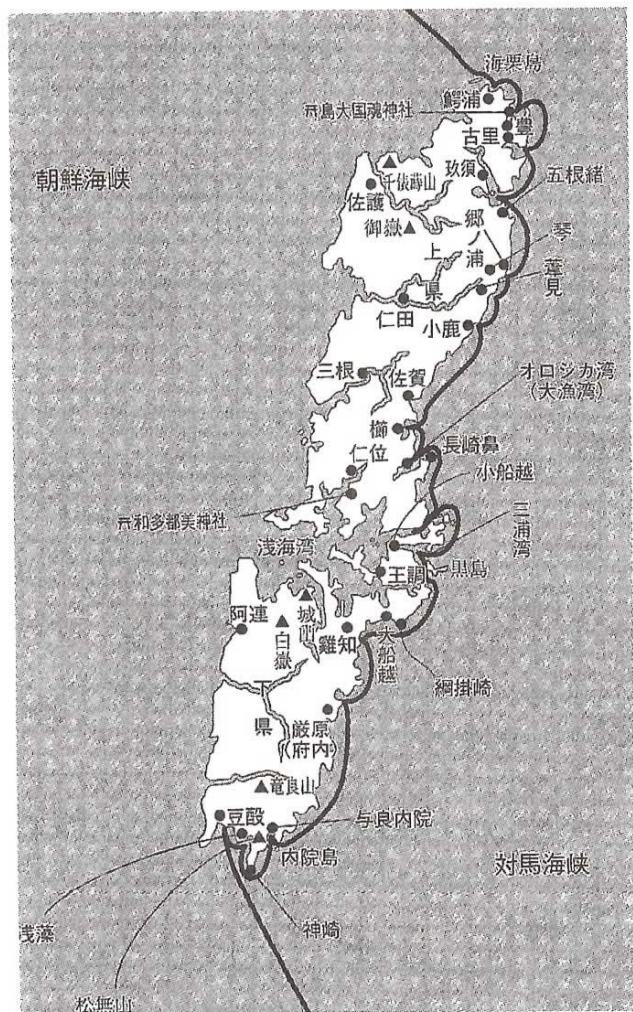 海栗島
鰐浦
⛩島大国魂神社
豊
古里
朝鮮海峡
千俵蒔山
玖須
五根緒
佐護
御嶽
郷ノ浦
琴
上県
葦見
仁田
小鹿
三根
佐賀
オロシカ湾
(大漁湾)
櫛
長崎鼻
仁位
小船越
⛩和多都美神社
三浦湾
浅海湾
黒島
阿連
城山
白嶽
雞知
大船越
綱掛崎
下県
厳原
府内
竜良山
豆酘
与良内院
内院島
対馬海峡
浅藻
神崎
松無山